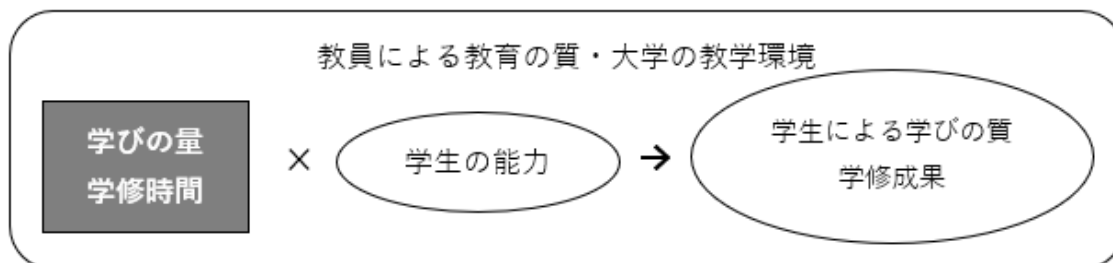 教員による教育の質・大学の教学環境
学びの量
学修時間
×
学生の能力
→
学生による学びの質
学修成果